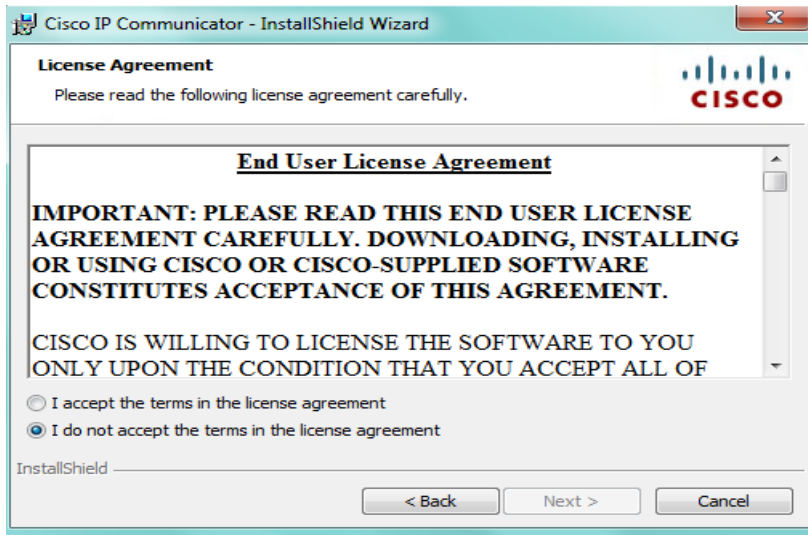 Cisco IP Communicator - InstallShield Wizard
License Agreement
Please read the following license agreement carefully.
CISCO
End User License Agreement
IMPORTANT: PLEASE READ THIS END USER LICENSE
AGREEMENT CAREFULLY. DOWNLOADING, INSTALLING
OR USING CISCO OR CISCO-SUPPLIED SOFTWARE
CONSTITUTES ACCEPTANCE OF THIS AGREEMENT.
CISCO IS WILLING TO LICENSE THE SOFTWARE TO YOU
ONLY UPON THE CONDITION THAT YOU ACCEPT ALL OF
I accept the terms in the license agreement
I do not accept the terms in the license agreement
InstallShield
< Back Next > Cancel